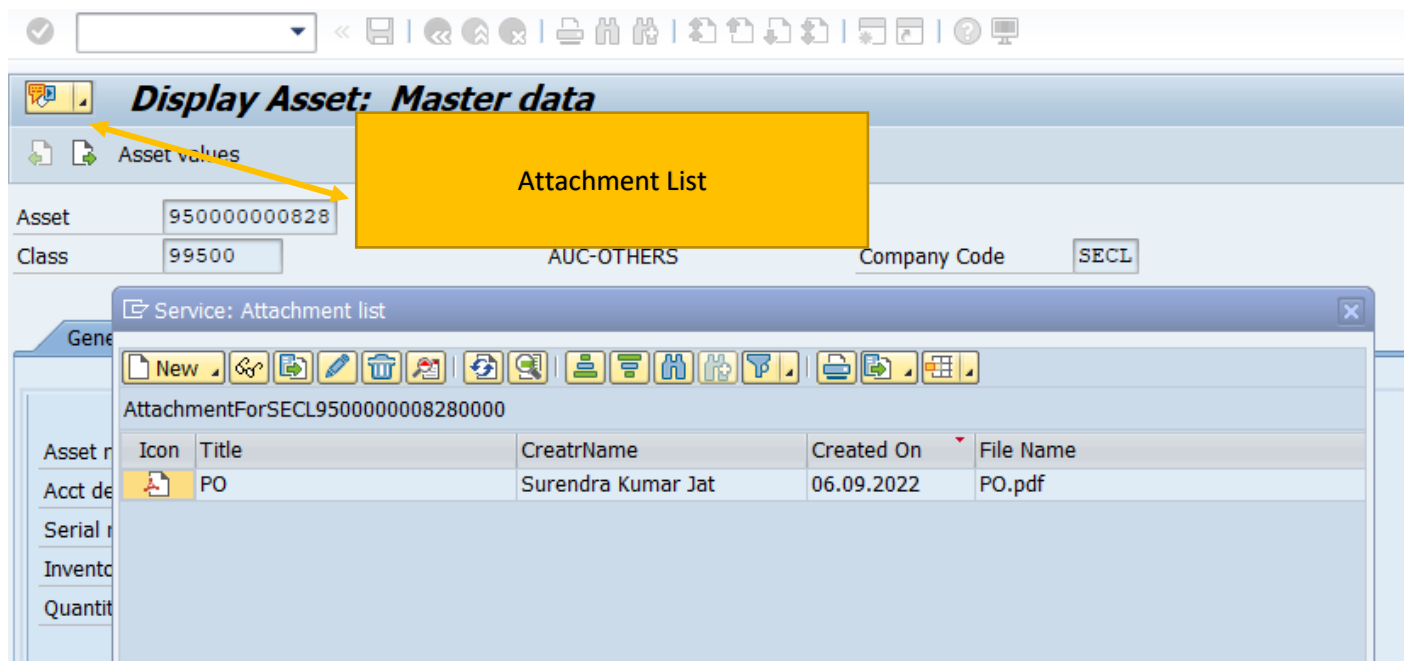 Display Asset: Master data
Asset values
Attachment List
Asset 950000000828
Class 99500 AUC-OTHERS Company Code SECL
Service: Attachment list
Gene
New
AttachmentForSECL9500000008280000
Icon Title CreatrName Created On File Name
PO Surendra Kumar Jat 06.09.2022 PO.pdf
Asset n
Acct de
Serial n
Invento
Quantit